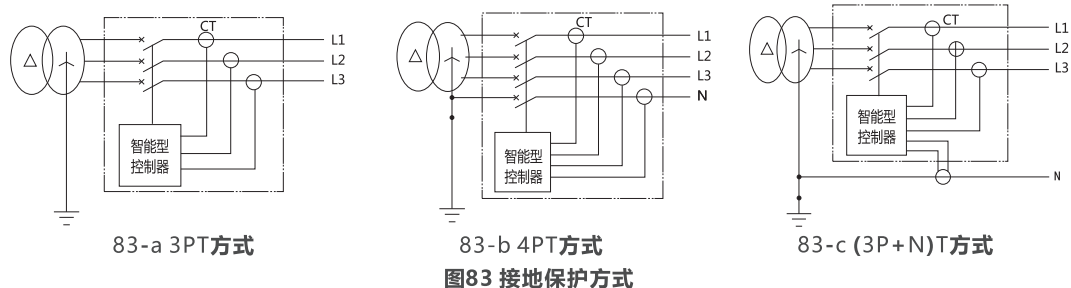 CT
L1
L2
L3
智能型
控制器
83-a 3PT方式
CT
L1
L2
L3
N
智能型
控制器
83-b 4PT方式
CT
L1
L2
L3
智能型
控制器
N
83-c (3P+N)T方式
图83 接地保护方式